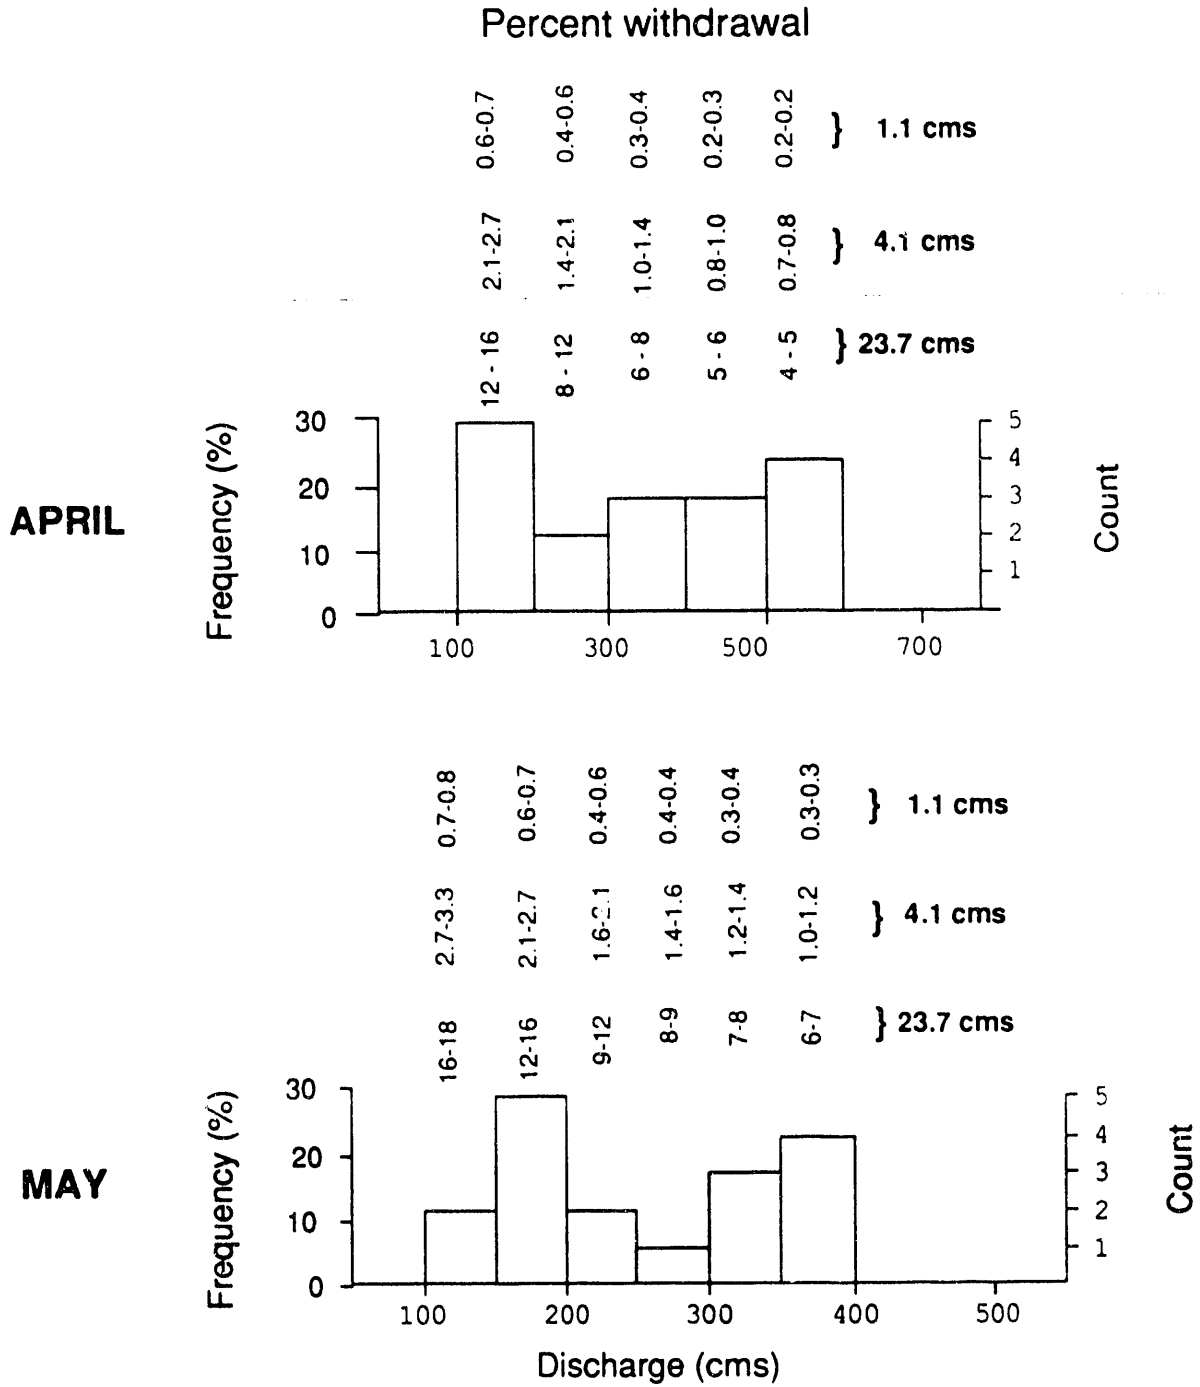 Percent withdrawal
0.6-0.7 0.4-0.6 0.3-0.4 0.2-0.3 0.2-0.2 } 1.1 cms
2.1-2.7 1.4-2.1 1.0-1.4 0.8-1.0 0.7-0.8 } 4.1 cms
12 - 16 8 - 12 6 - 8 5 - 6 4 - 5 } 23.7 cms
APRIL
Frequency (%)
30
20
10
0
5
4
3
2
1
Count
100 300 500 700
0.7-0.8 0.6-0.7 0.4-0.6 0.4-0.4 0.3-0.4 0.3-0.3 } 1.1 cms
2.7-3.3 2.1-2.7 1.6-2.1 1.4-1.6 1.2-1.4 1.0-1.2 } 4.1 cms
16-18 12-16 9-12 8-9 7-8 6-7 } 23.7 cms
MAY
Frequency (%)
30
20
10
0
5
4
3
2
1
Count
100 200 300 400 500
Discharge (cms)